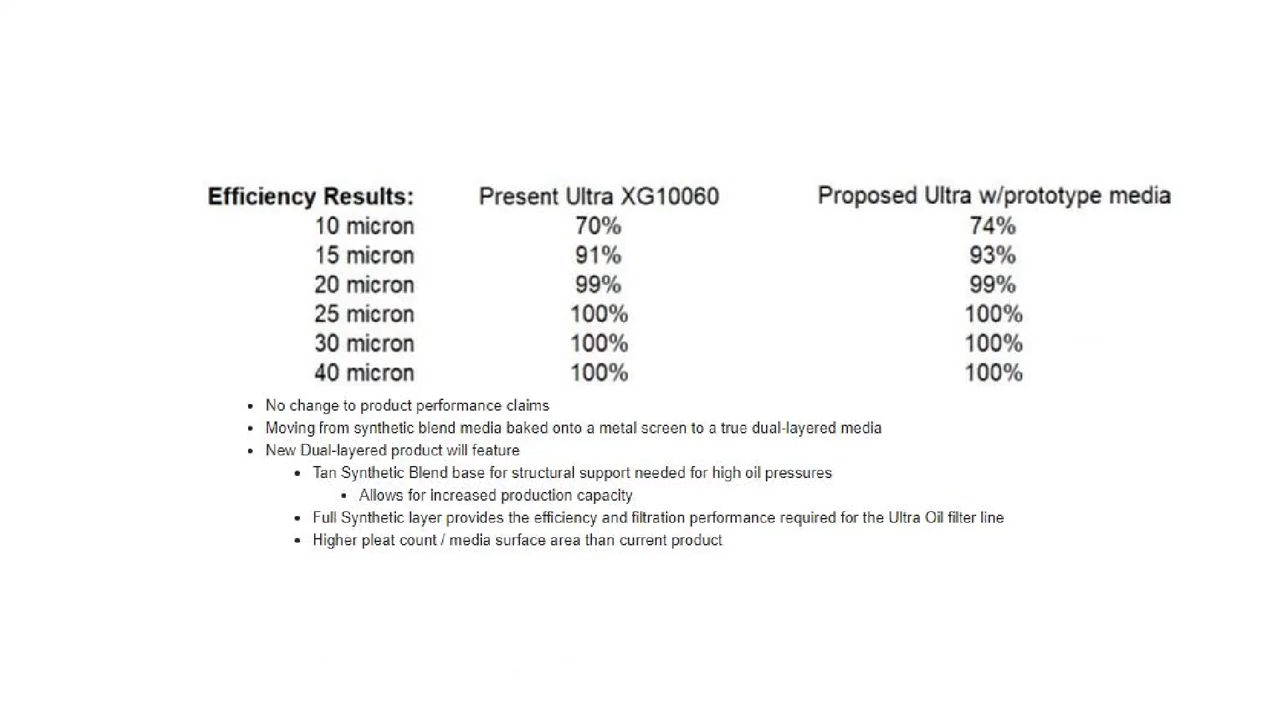 Efficiency Results: Present Ultra XG10060 Proposed Ultra w/prototype media
10 micron 70% 74%
15 micron 91% 93%
20 micron 99% 99%
25 micron 100% 100%
30 micron 100% 100%
40 micron 100% 100%
• No change to product performance claims
• Moving from synthetic blend media baked onto a metal screen to a true dual-layered media
• New Dual-layered product will feature
• Tan Synthetic Blend base for structural support needed for high oil pressures
• Allows for increased production capacity
• Full Synthetic layer provides the efficiency and filtration performance required for the Ultra Oil filter line
• Higher pleat count / media surface area than current product